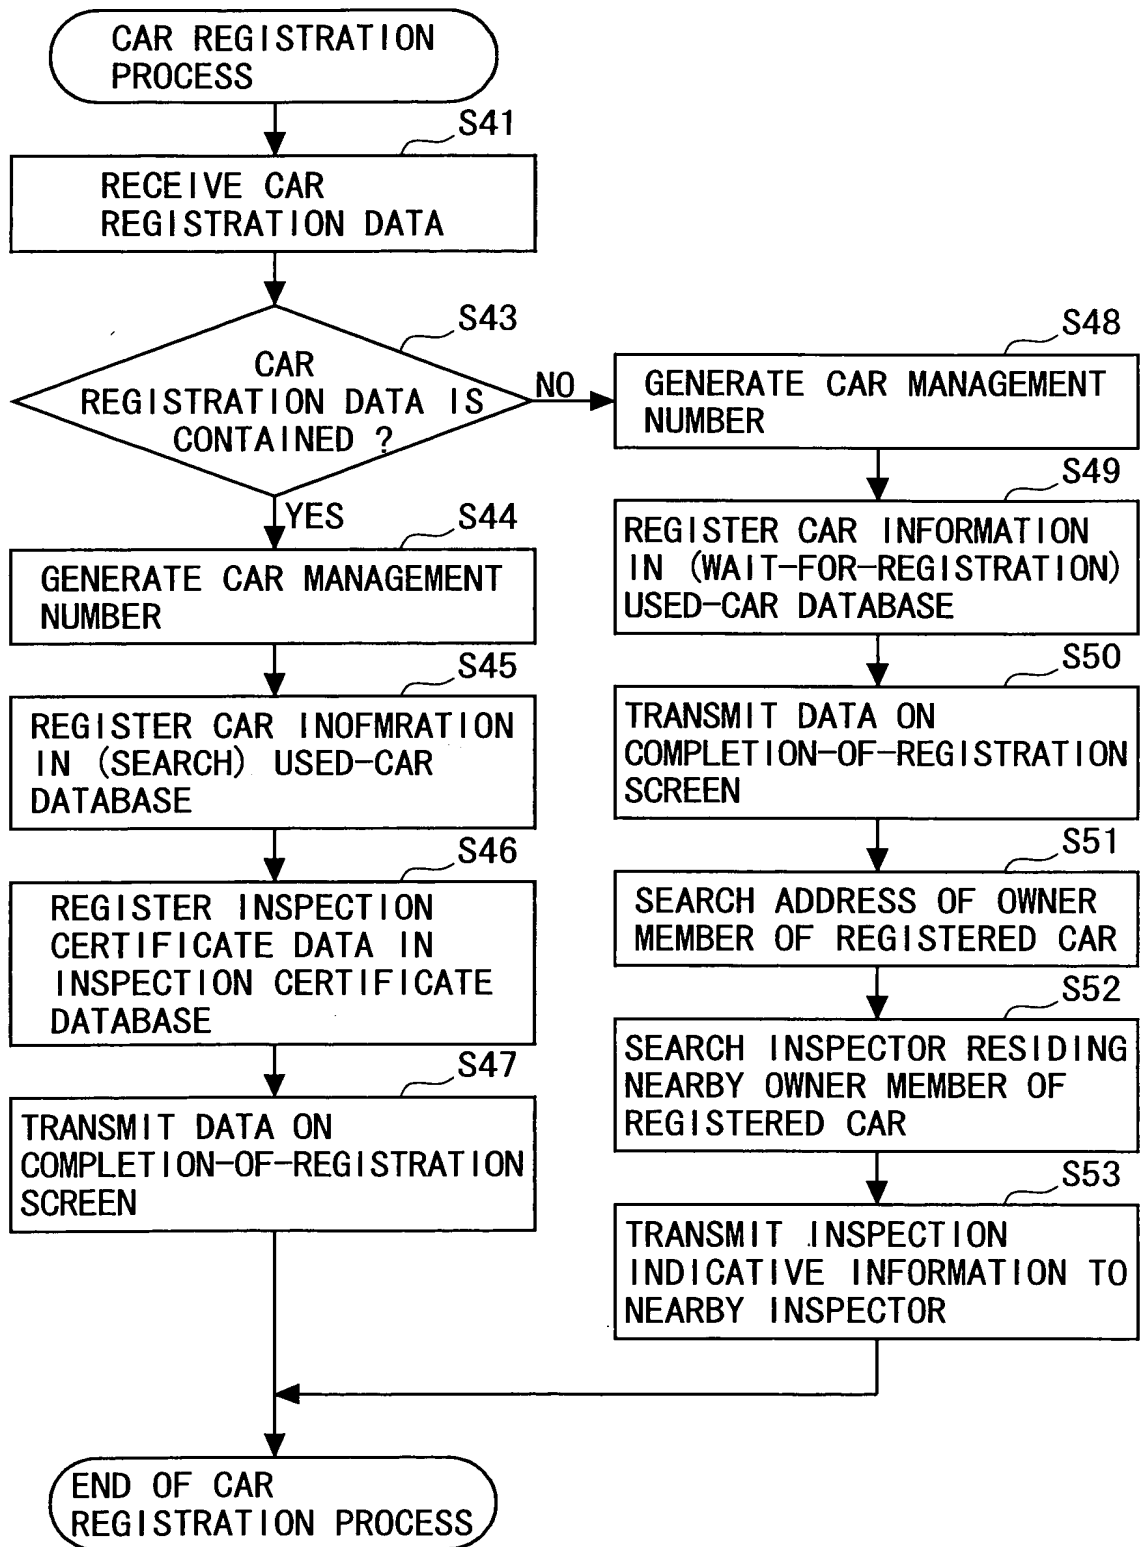 CAR REGISTRATION
PROCESS
S41
RECEIVE CAR
REGISTRATION DATA
S43
CAR
REGISTRATION DATA IS
CONTAINED ?
NO
YES
S44
GENERATE CAR MANAGEMENT
NUMBER
S45
REGISTER CAR INOFMRATION
IN (SEARCH) USED-CAR
DATABASE
S46
REGISTER INSPECTION
CERTIFICATE DATA IN
INSPECTION CERTIFICATE
DATABASE
S47
TRANSMIT DATA ON
COMPLETION-OF-REGISTRATION
SCREEN
S48
GENERATE CAR MANAGEMENT
NUMBER
S49
REGISTER CAR INFORMATION
IN (WAIT-FOR-REGISTRATION)
USED-CAR DATABASE
S50
TRANSMIT DATA ON
COMPLETION-OF-REGISTRATION
SCREEN
S51
SEARCH ADDRESS OF OWNER
MEMBER OF REGISTERED CAR
S52
SEARCH INSPECTOR RESIDING
NEARBY OWNER MEMBER OF
REGISTERED CAR
S53
TRANSMIT INSPECTION
INDICATIVE INFORMATION TO
NEARBY INSPECTOR
END OF CAR
REGISTRATION PROCESS